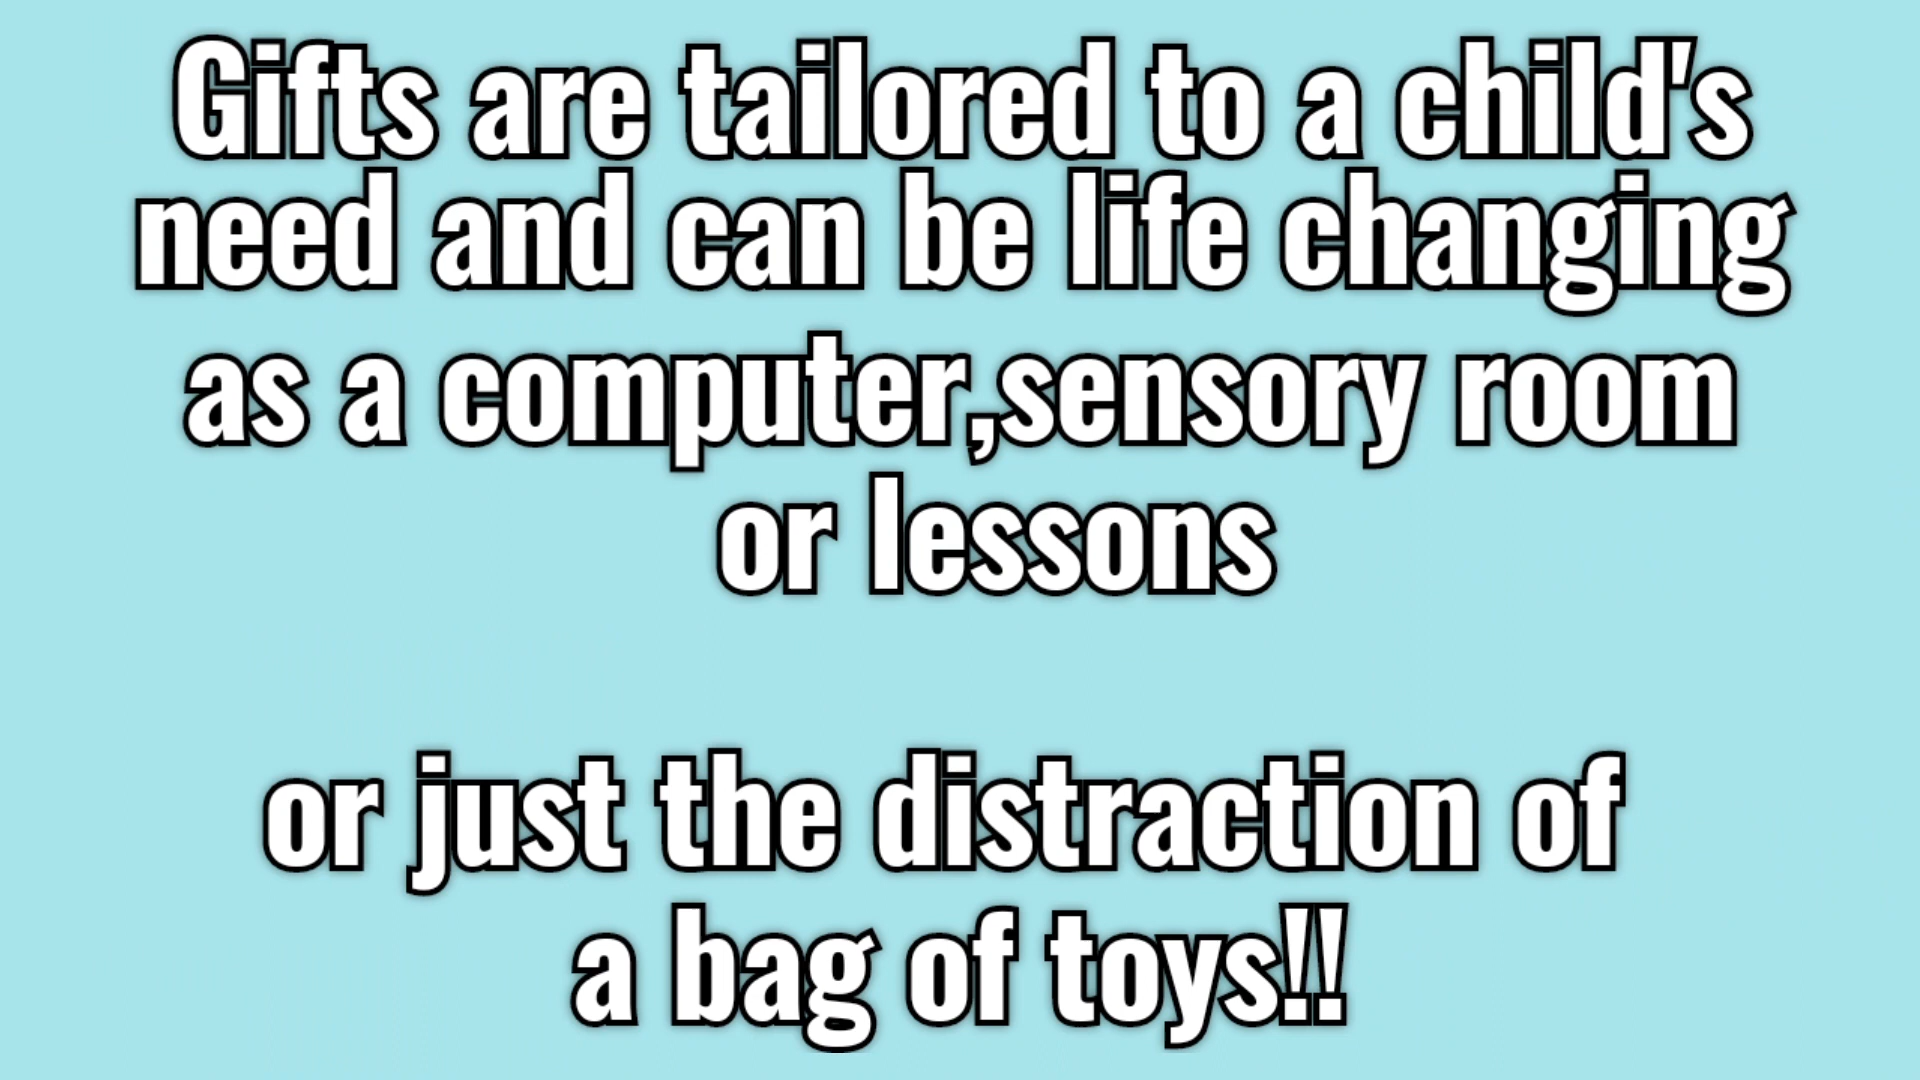 Gifts are tailored to a child's
need and can be life changing
as a computer,sensory room
or lessons
or just the distraction of
a bag of toys!!